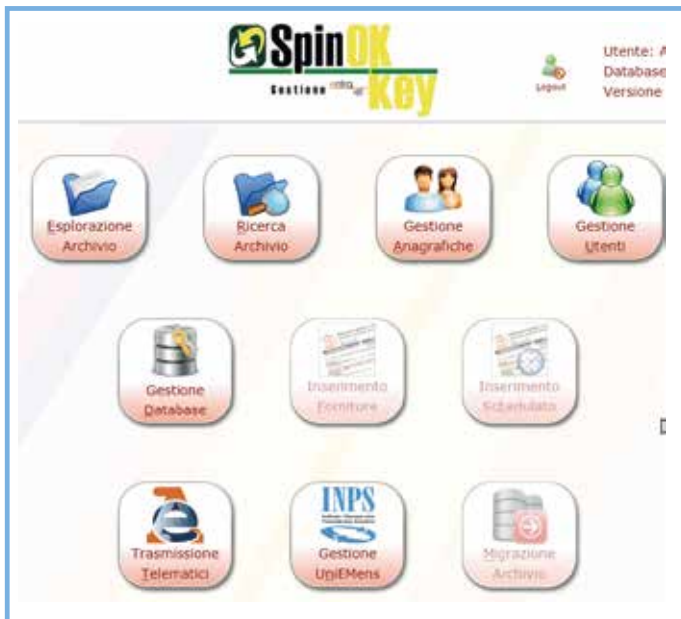 SpinOK
Gestione
Key
Logout
Utente: A
Database
Versione
Esplorazione
Archivio
Ricerca
Archivio
Gestione
Anagrafiche
Gestione
Utenti
Gestione
Database
Inserimento
Forniture
Inserimento
Schedulato
Trasmissione
Telematici
INPS
Gestione
UniEMens
Migrazione
Archivio